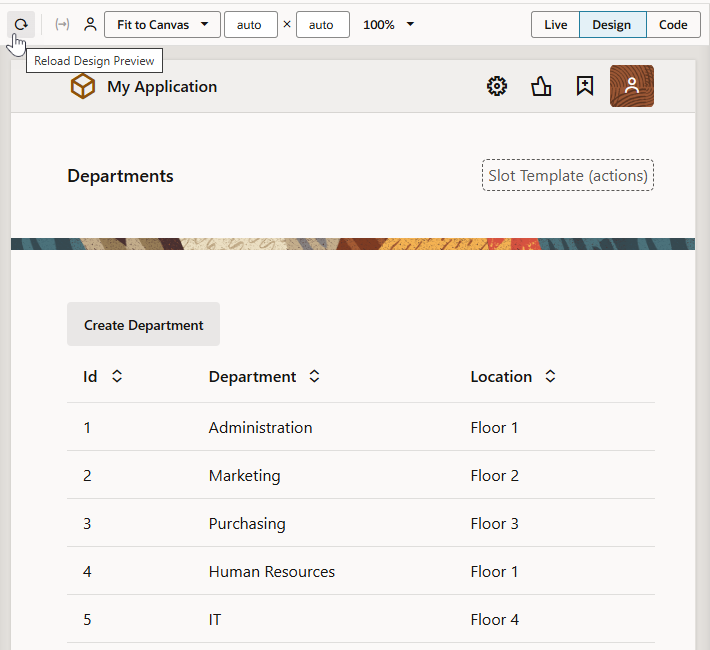 Fit to Canvas auto × auto 100% Live Design Code
Reload Design Preview
My Application
Departments Slot Template (actions)
Create Department
Id Department Location
1 Administration Floor 1
2 Marketing Floor 2
3 Purchasing Floor 3
4 Human Resources Floor 1
5 IT Floor 4